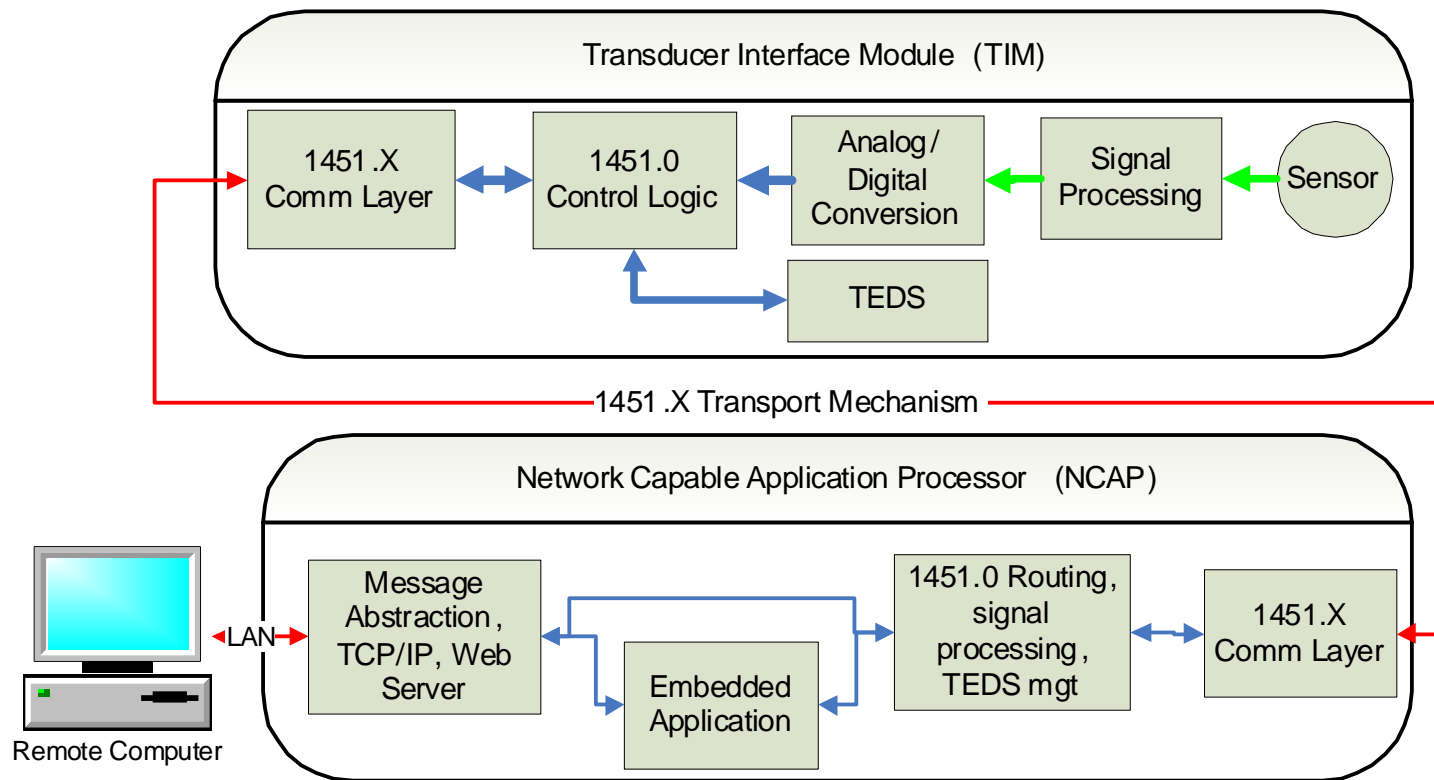 Transducer Interface Module (TIM)
1451.X
Comm Layer
1451.0
Control Logic
Analog/
Digital
Conversion
Signal
Processing
Sensor
TEDS
1451.X Transport Mechanism
Network Capable Application Processor (NCAP)
Message
Abstraction,
TCP/IP, Web
Server
Embedded
Application
1451.0 Routing,
signal
processing,
TEDS mgt
1451.X
Comm Layer
LAN
Remote Computer